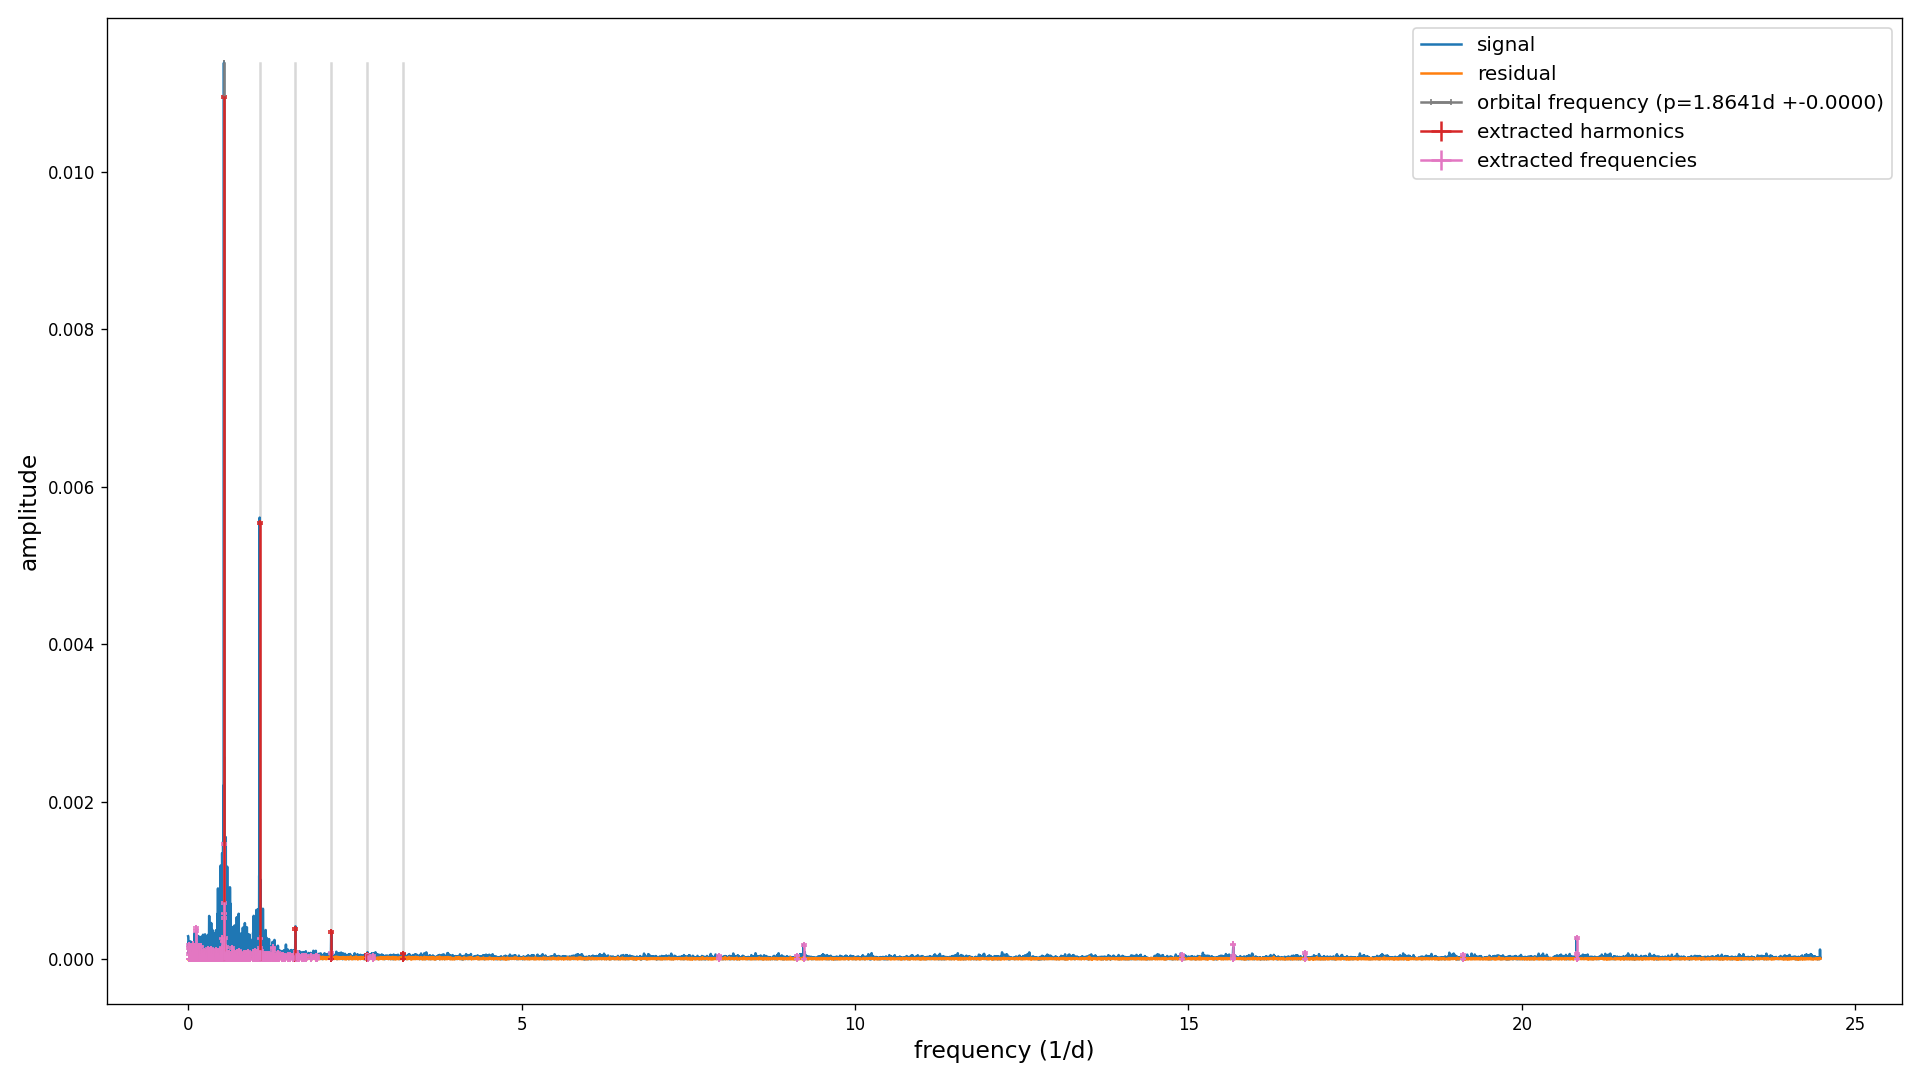 signal
residual
orbital frequency (p=1.8641d +-0.0000)
extracted harmonics
extracted frequencies
0.010
0.008
0.006
0.004
0.002
0.000
amplitude
0 5 10 15 20 25
frequency (1/d)